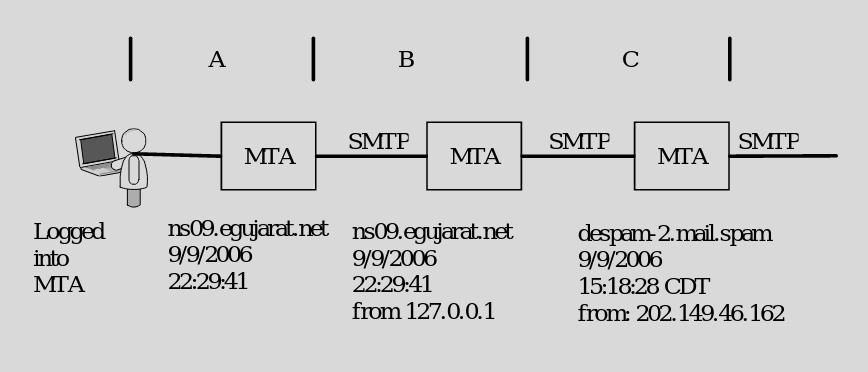 A
B
C
MTA
SMTP
MTA
SMTP
MTA
SMTP
Logged
into
MTA
ns09.egujarat.net
9/9/2006
22:29:41
ns09.egujarat.net
9/9/2006
22:29:41
from 127.0.0.1
despam-2.mail.spam
9/9/2006
15:18:28 CDT
from: 202.149.46.162